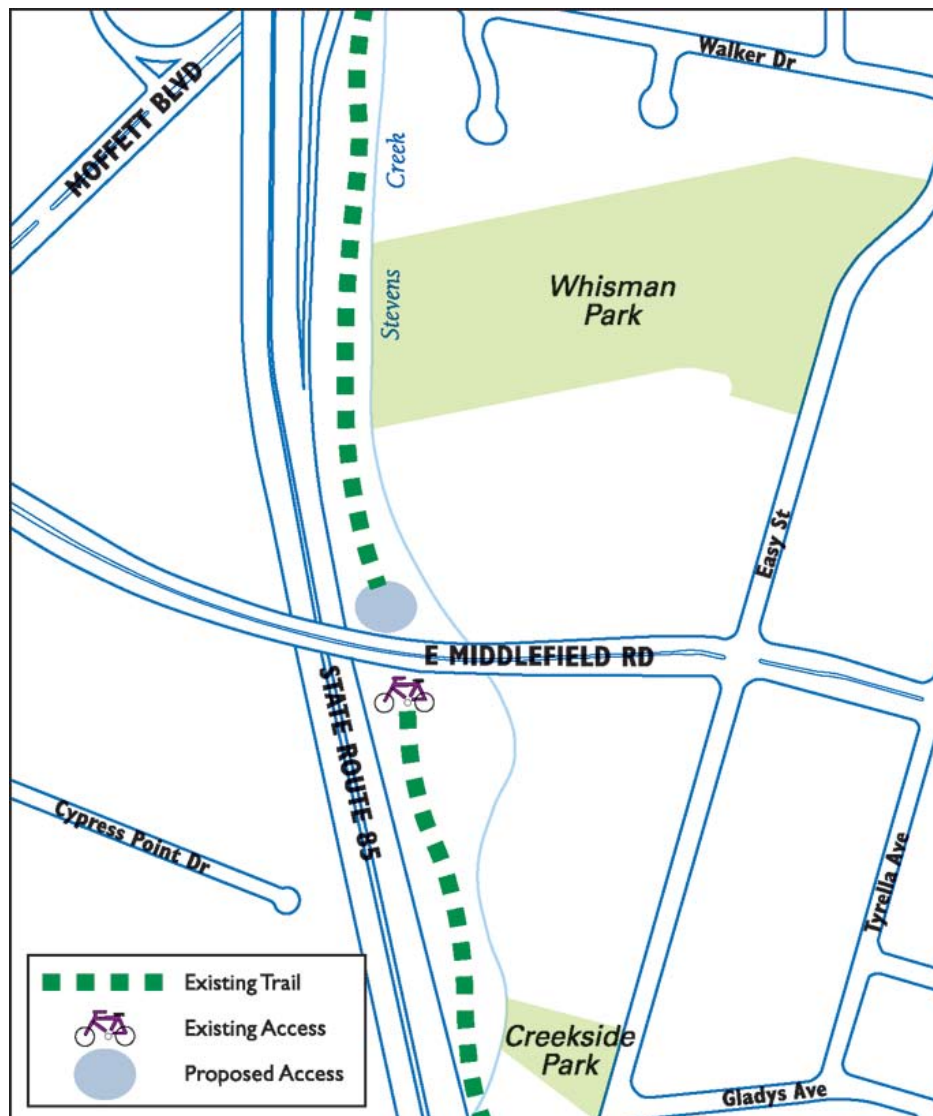 Walker Dr
MOFFETT BLVD
Creek
Stevens
Whisman
Park
Easy St
E MIDDLEFIELD RD
STATE ROUTE 85
Cypress Point Dr
Tyrella Ave
Existing Trail
Existing Access
Proposed Access
Creekside
Park
Gladys Ave